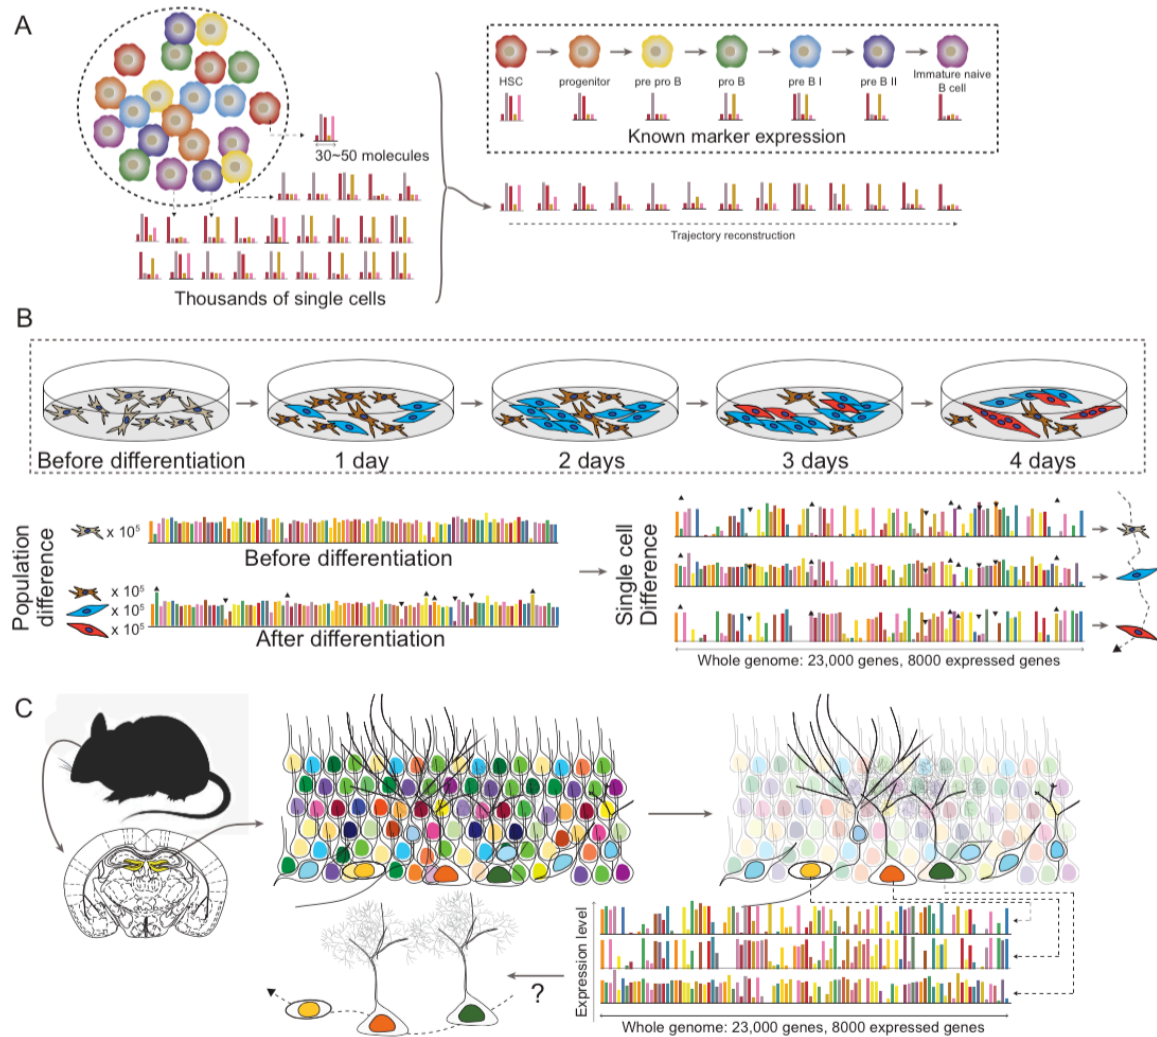 A
HSC
progenitor
pre pro B
pro B
pre B I
pre B II
Immature naive
B cell
Known marker expression
30~50 molecules
Thousands of single cells
Trajectory reconstruction
B
Before differentiation
1 day
2 days
3 days
4 days
Population
difference
x 10⁵
Before differentiation
x 10⁵
x 10⁵
x 10⁵
After differentiation
Single cell
Difference
Whole genome: 23,000 genes, 8000 expressed genes
C
Expression level
?
Whole genome: 23,000 genes, 8000 expressed genes